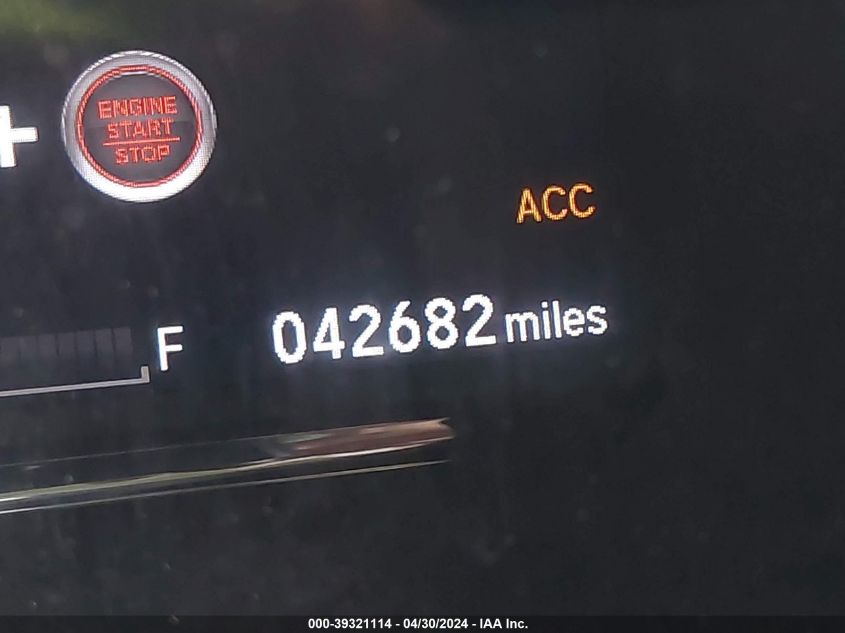 +
ENGINE
START
STOP
ACC
F
042682 miles
000-39321114 - 04/30/2024 - IAA Inc.